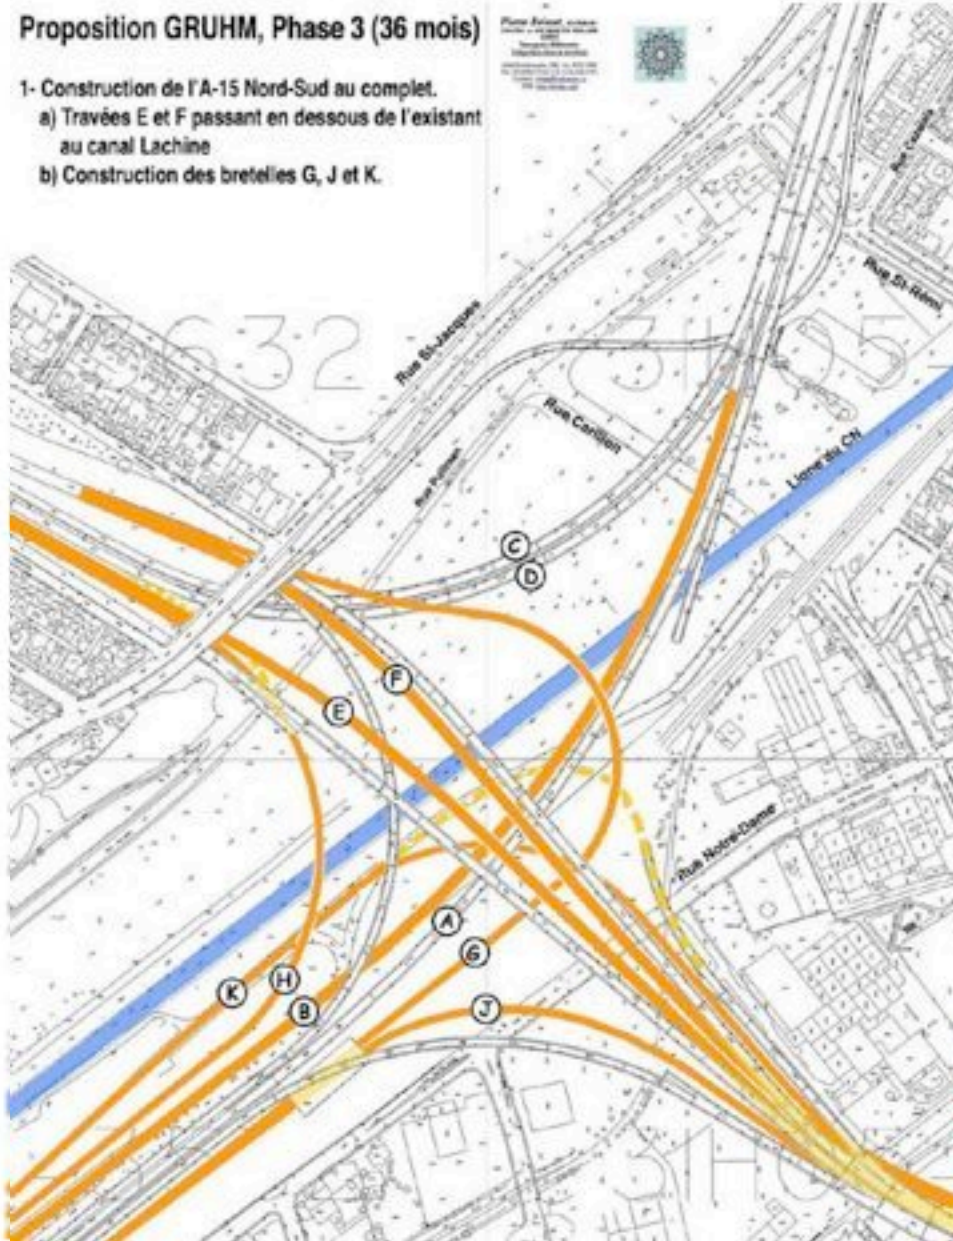 Proposition GRUHM, Phase 3 (36 mois)
1- Construction de l'A-15 Nord-Sud au complet.
a) Travées E et F passant en dessous de l'existant
au canal Lachine
b) Construction des bretelles G, J et K.
Rue St-Rémi
Rue St-Jacques
Rue Carillon
Ligne du CN
Rue Pullman
C
D
F
E
Rue Notre-Dame
A
G
K
H
B
J